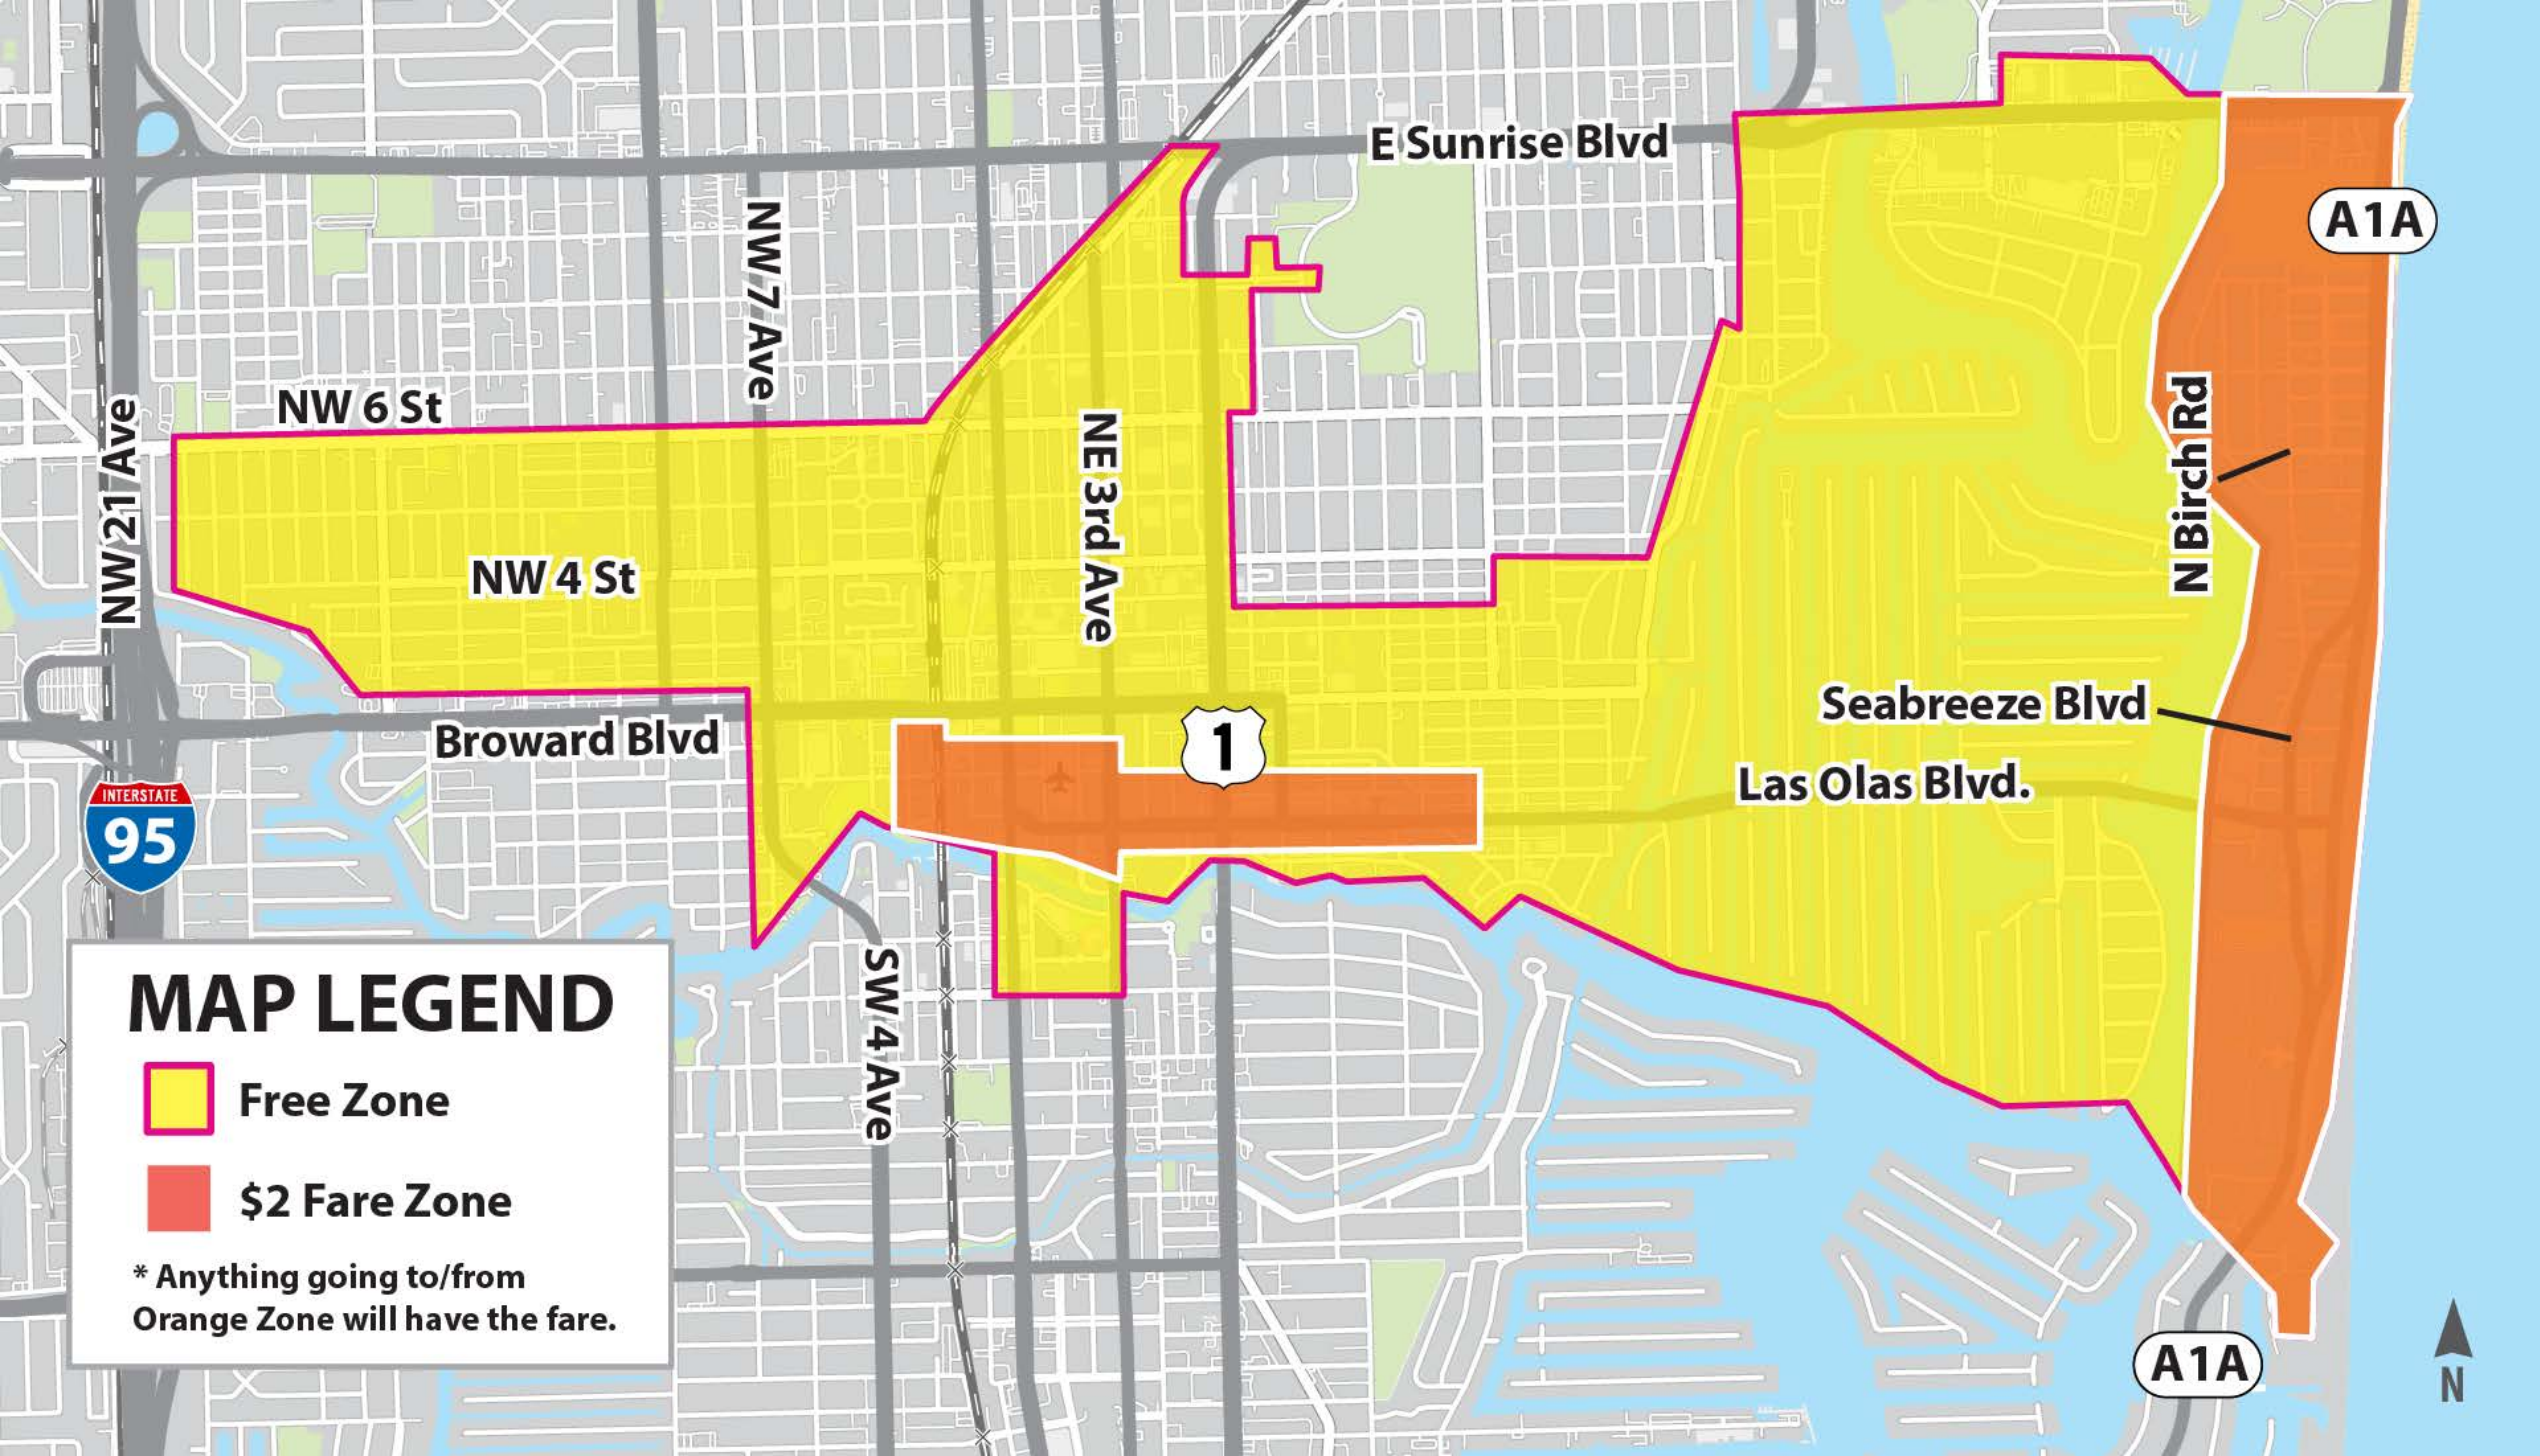 E Sunrise Blvd
A1A
NW 7 Ave
NW 6 St
NW 21 Ave
NE 3rd Ave
N Birch Rd
NW 4 St
Seabreeze Blvd
Broward Blvd
1
Las Olas Blvd.
INTERSTATE
95
SW 4 Ave
MAP LEGEND
Free Zone
$2 Fare Zone
* Anything going to/from
Orange Zone will have the fare.
A1A
N